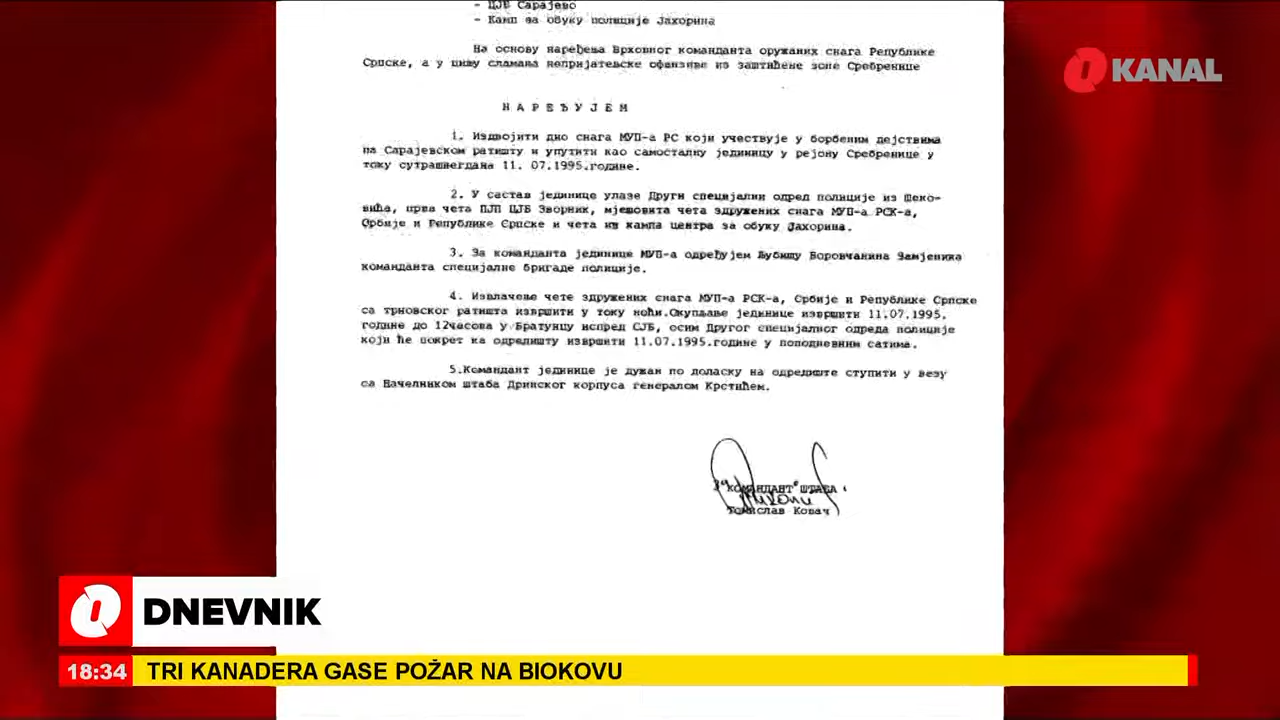 - ЦЈБ Сарајево
- Камп за обуку полиције Јахорина
На основу наређења Врховног команданта оружаних снага Републике
Српске, а у циљу сламања непријатељске офанзиве из заштићене зоне Сребренице
Q KANAL
Н А Р Е Ђ У Ј Е М
1. Издвојити дио снага МУП-а РС који учествује у борбеним дејствима
на Сарајевском ратишту и упутити као самосталну јединицу у рејону Сребренице у
току сутрашњегдана 11. 07.1995.године.
2. У састав јединице улазе Други специјални одред полиције из Шеко-
вића, прва чета ПЈП ЦЈБ Зворник, мјешовита чета здружених снага МУП-а РСК-а,
Србије и Републике Српске и чета из кампа центра за обуку Јахорина.
3. За команданта јединице МУП-а одређујем Љубишу Боровчанина Замјеника
команданта специјалне бригаде полиције.
4. Извлачење чете здружених снага МУП-а РСК-а, Србије и Републике Српске
са трновског ратишта извршити у току ноћи.Окупљање јединице извршити 11.07.1995.
године до 12часова у Братунцу испред СЈБ, осим Другог специјалног одреда полиције
који ће покрет ка одредишту извршити 11.07.1995.године у поподневним сатима.
5.Командант јединице је дужан по доласку на одредиште ступити у везу
са Начелником штаба Дринског корпуса генералом Крстићем.
КОМАНДАНТ ШТАБА
Томислав Ковач
DNEVNIK
18:34 TRI KANADERA GASE POŽAR NA BIOKOVU